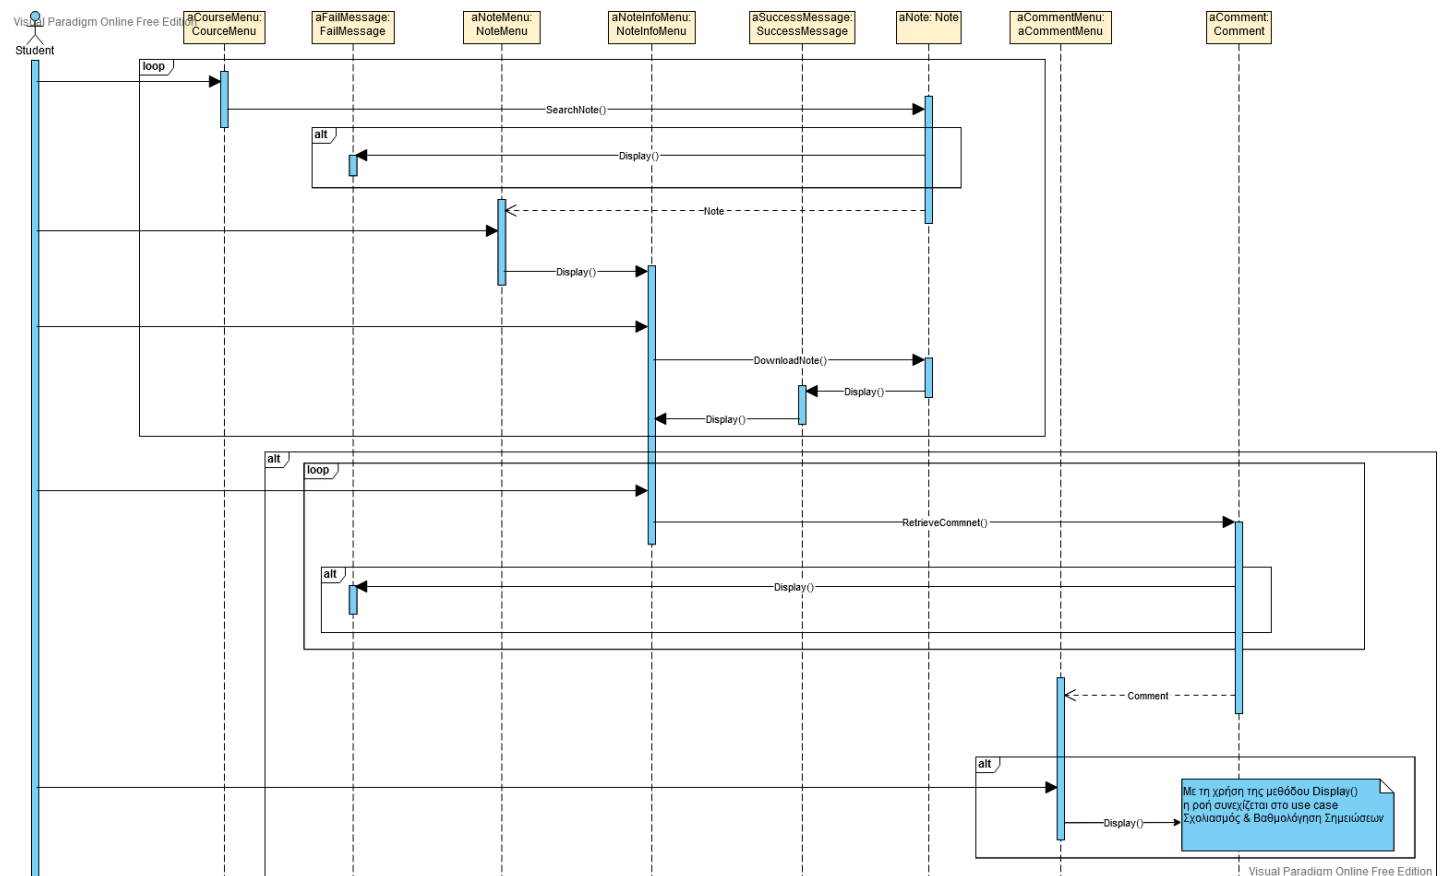 Visual Paradigm Online Free Edition
Student
aCourseMenu:
CourceMenu
aFailMessage:
FailMessage
aNoteMenu:
NoteMenu
aNoteInfoMenu:
NoteInfoMenu
aSuccessMessage:
SuccessMessage
aNote: Note
aCommentMenu:
aCommentMenu
aComment:
Comment
loop
SearchNote()
alt
Display()
Note
Display()
DownloadNote()
Display()
Display()
alt
loop
RetrieveCommnet()
alt
Display()
Comment
alt
Με τη χρήση της μεθόδου Display()
η ροή συνεχίζεται στο use case
Σχολιασμός & Βαθμολόγηση Σημειώσεων
Display()
Visual Paradigm Online Free Edition